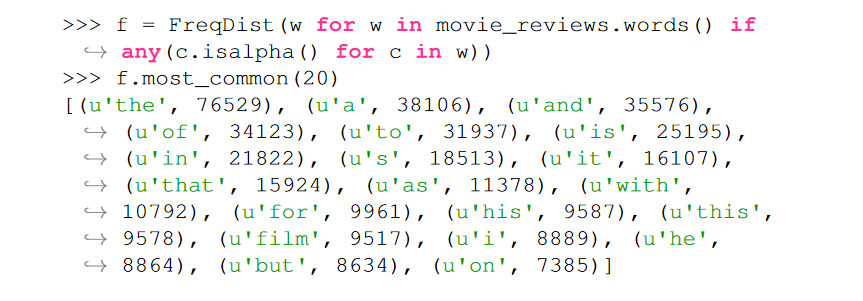 >>> f = FreqDist(w for w in movie_reviews.words() if
↪ any(c.isalpha() for c in w))
>>> f.most_common(20)
[(u'the', 76529), (u'a', 38106), (u'and', 35576),
↪ (u'of', 34123), (u'to', 31937), (u'is', 25195),
↪ (u'in', 21822), (u's', 18513), (u'it', 16107),
↪ (u'that', 15924), (u'as', 11378), (u'with',
↪ 10792), (u'for', 9961), (u'his', 9587), (u'this',
↪ 9578), (u'film', 9517), (u'i', 8889), (u'he',
↪ 8864), (u'but', 8634), (u'on', 7385)]